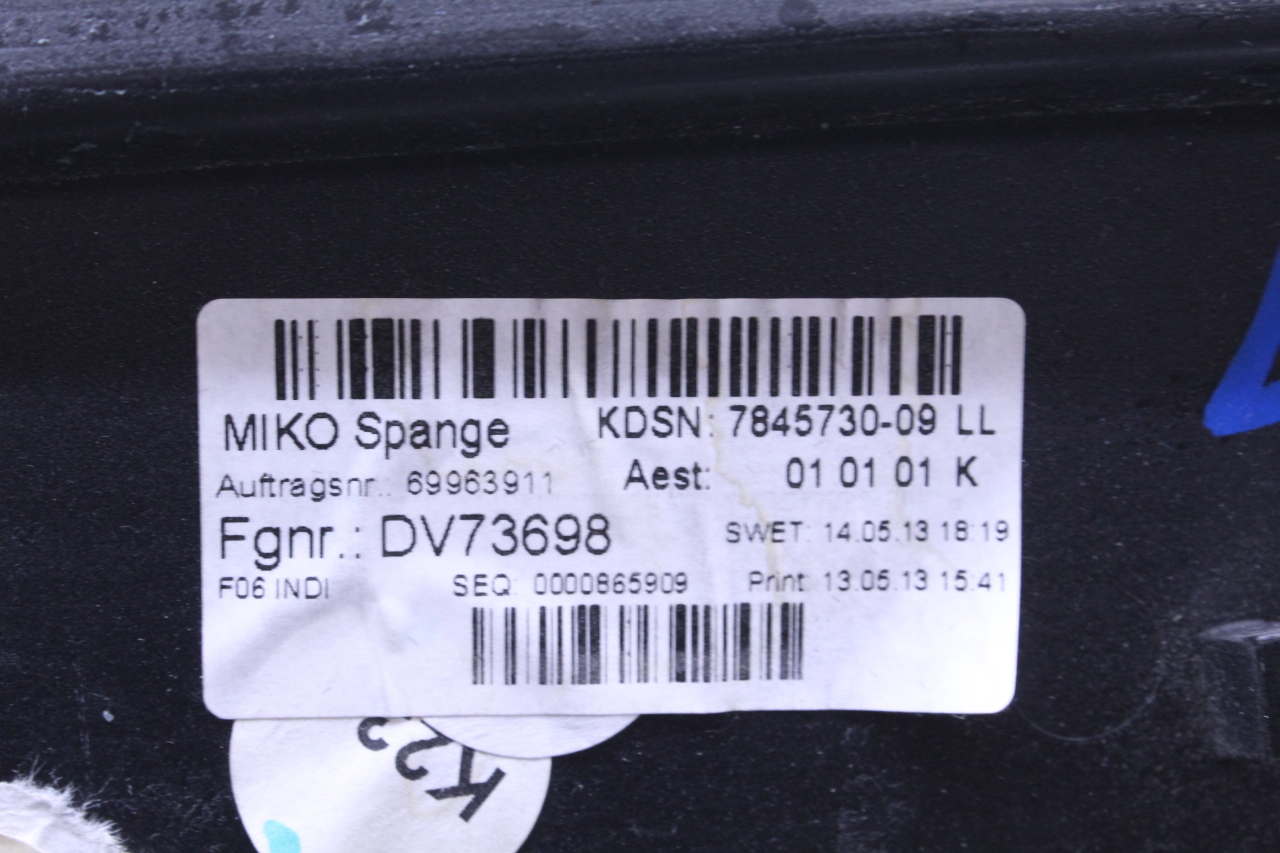 MIKO Spange KDSN: 7845730-09 LL
Auftragsnr.: 69963911 Aest: 01 01 01 K
Fgnr.: DV73698 SWET: 14.05.13 18:19
F06 INDI SEQ: 0000865909 Print: 13.05.13 15:41